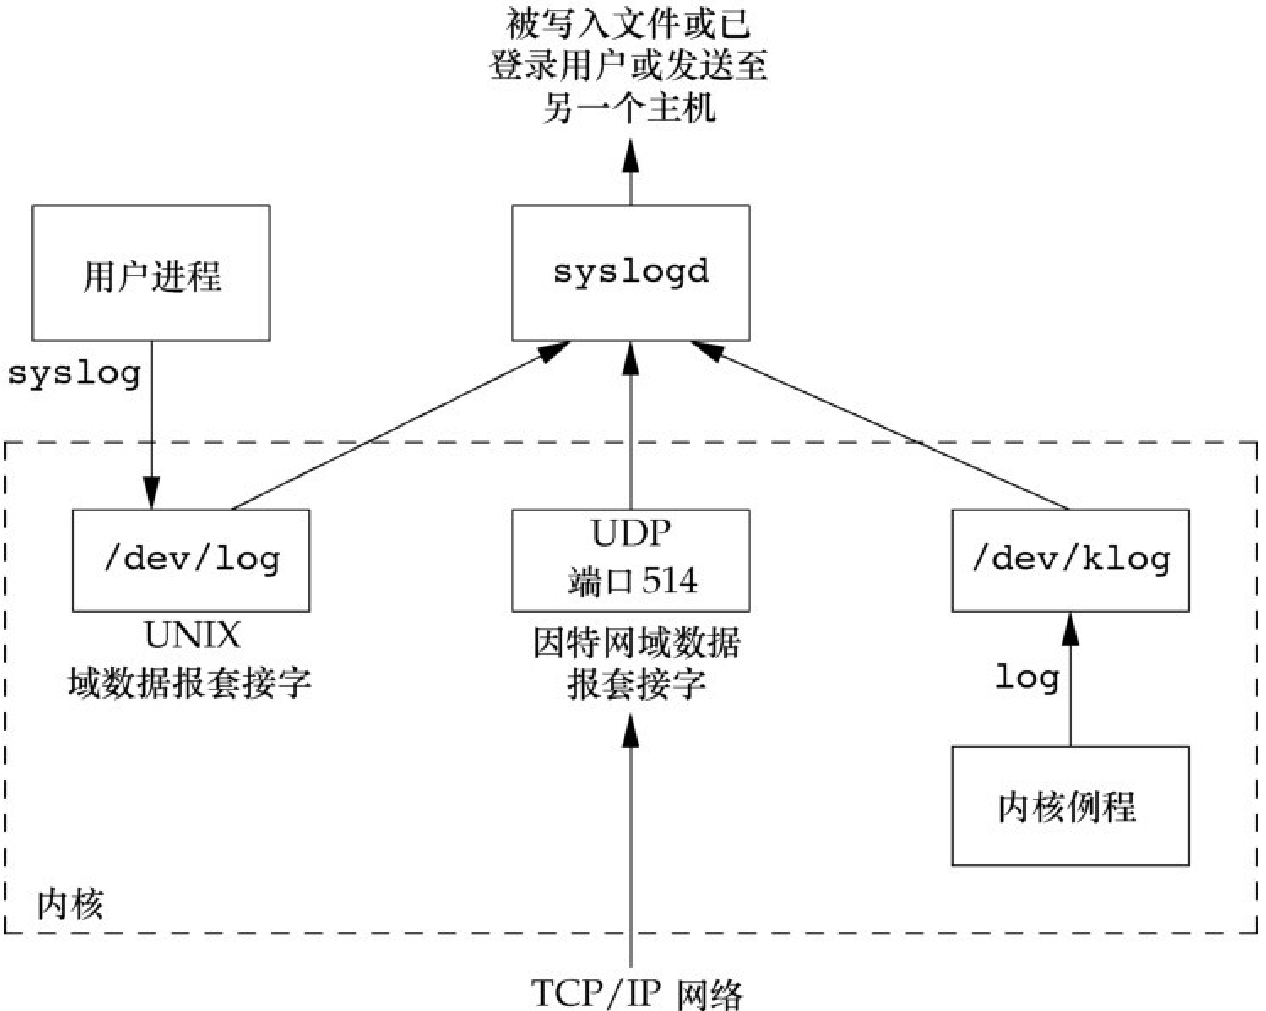 被写入文件或已
登录用户或发送至
另一个主机
用户进程
syslogd
syslog
/dev/log
UNIX
域数据报套接字
UDP
端口 514
因特网域数据
报套接字
/dev/klog
log
内核例程
内核
TCP/IP 网络